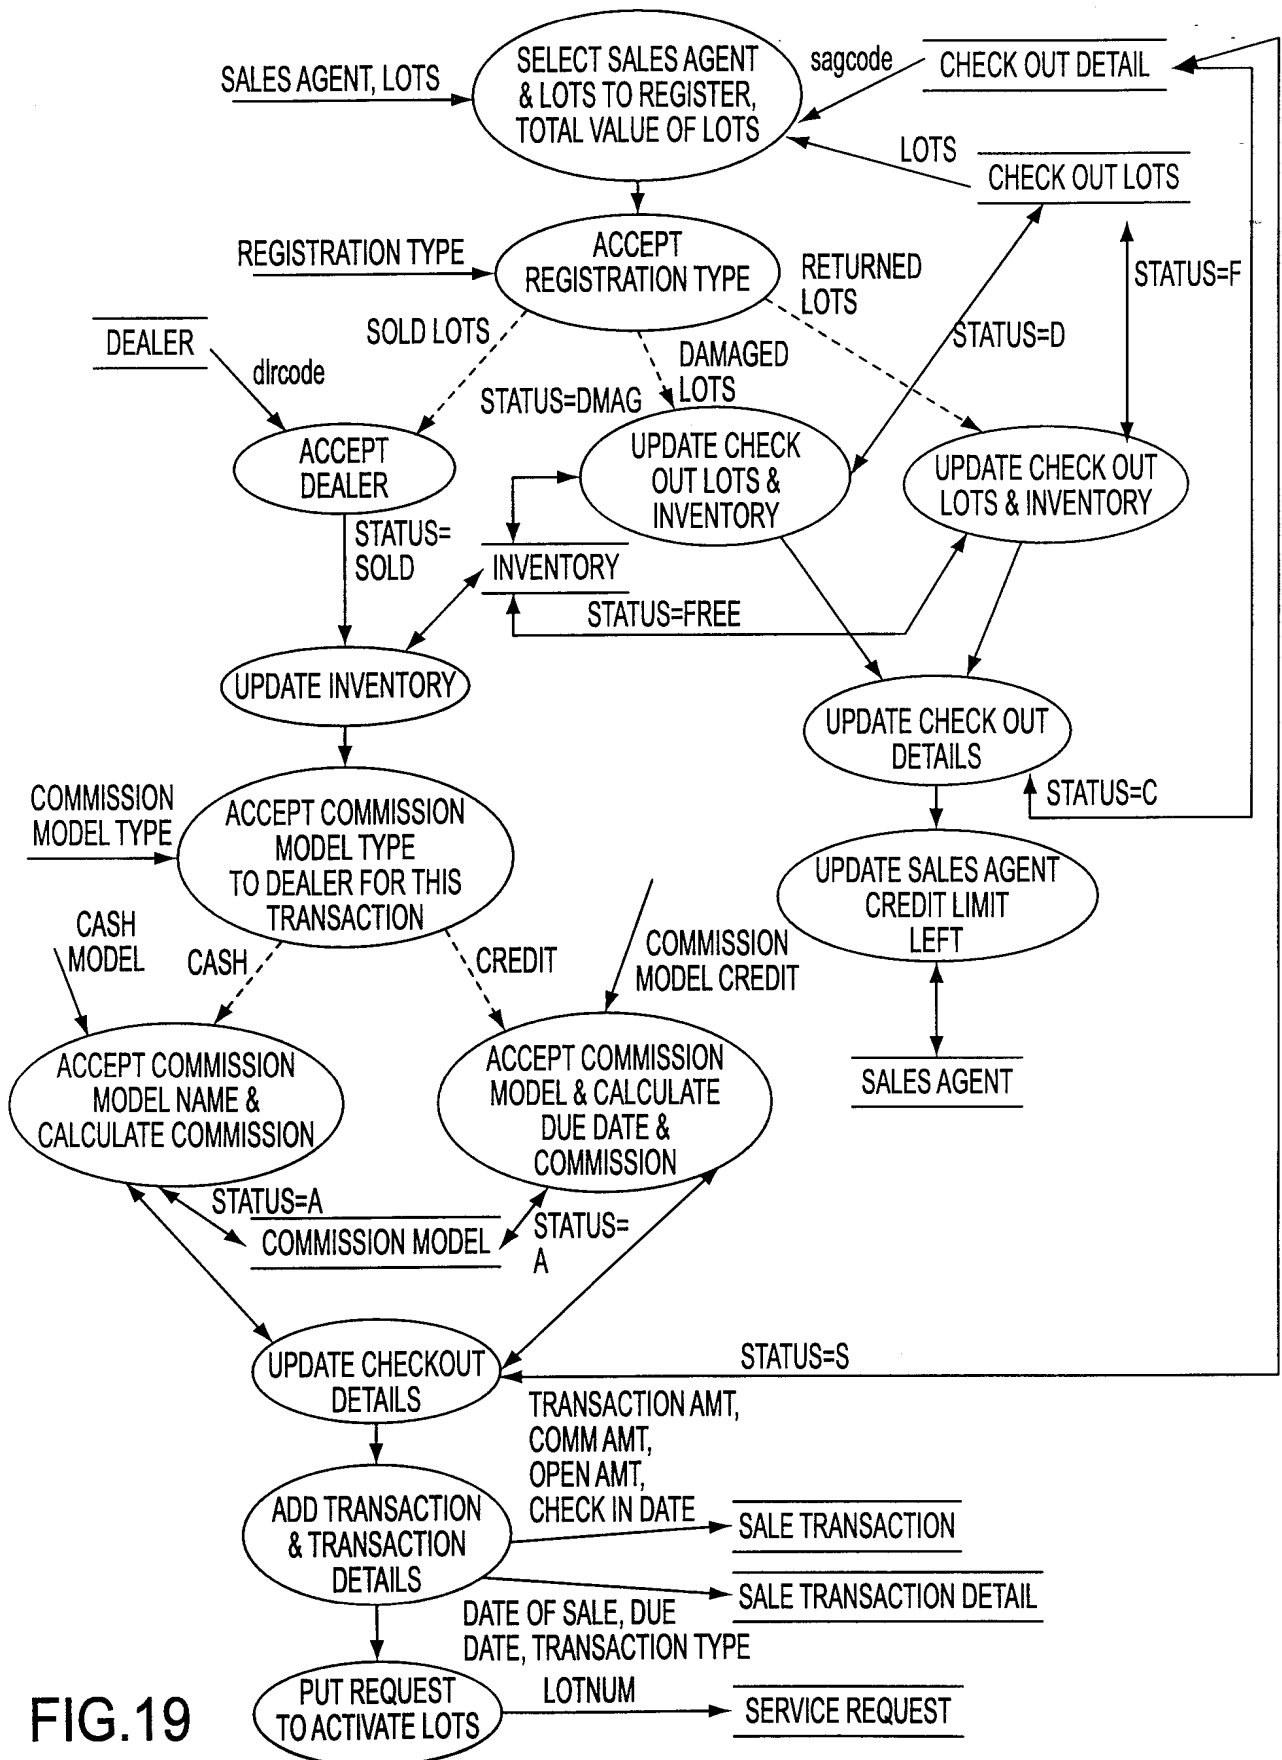 SELECT SALES AGENT
& LOTS TO REGISTER,
TOTAL VALUE OF LOTS
SALES AGENT, LOTS
sagcode
CHECK OUT DETAIL
LOTS
CHECK OUT LOTS
REGISTRATION TYPE
ACCEPT
REGISTRATION TYPE
RETURNED
LOTS
STATUS=F
DEALER
SOLD LOTS
DAMAGED
LOTS
STATUS=D
dlrcode
STATUS=DMAG
ACCEPT
DEALER
UPDATE CHECK
OUT LOTS &
INVENTORY
UPDATE CHECK OUT
LOTS & INVENTORY
STATUS=
SOLD
INVENTORY
STATUS=FREE
UPDATE INVENTORY
UPDATE CHECK OUT
DETAILS
STATUS=C
COMMISSION
MODEL TYPE
ACCEPT COMMISSION
MODEL TYPE
TO DEALER FOR THIS
TRANSACTION
UPDATE SALES AGENT
CREDIT LIMIT
LEFT
CASH
MODEL
CASH
CREDIT
COMMISSION
MODEL CREDIT
ACCEPT COMMISSION
MODEL NAME &
CALCULATE COMMISSION
ACCEPT COMMISSION
MODEL & CALCULATE
DUE DATE &
COMMISSION
SALES AGENT
STATUS=A
COMMISSION MODEL
STATUS=
A
UPDATE CHECKOUT
DETAILS
STATUS=S
TRANSACTION AMT,
COMM AMT,
OPEN AMT,
CHECK IN DATE
ADD TRANSACTION
& TRANSACTION
DETAILS
SALE TRANSACTION
SALE TRANSACTION DETAIL
DATE OF SALE, DUE
DATE, TRANSACTION TYPE
PUT REQUEST
TO ACTIVATE LOTS
LOTNUM
SERVICE REQUEST
FIG.19